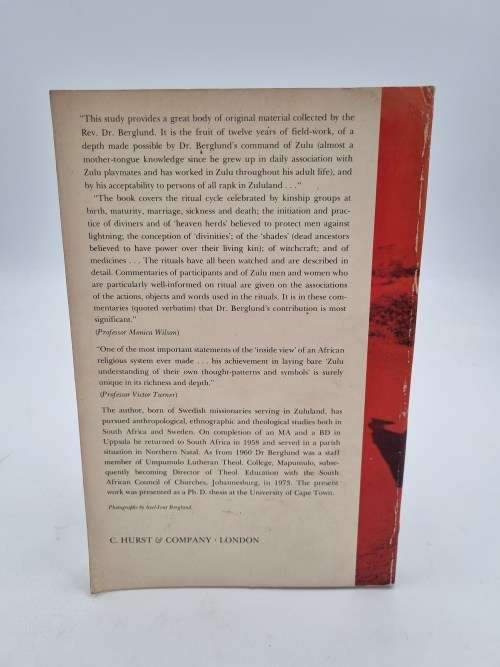 "This study provides a great body of original material collected by the
Rev. Dr. Berglund. It is the fruit of twelve years of field-work, of a
depth made possible by Dr. Berglund's command of Zulu (almost a
mother-tongue knowledge since he grew up in daily association with
Zulu playmates and has worked in Zulu throughout his adult life), and
by his acceptability to persons of all rank in Zululand . . ."
"The book covers the ritual cycle celebrated by kinship groups at
birth, maturity, marriage, sickness and death; the initiation and prac-
tice of diviners and of 'heaven herds' believed to protect men against
lightning; the conception of 'divinities'; of the 'shades' (dead ancestors
believed to have power over their living kin); of witchcraft; and of
medicines . . . The rituals have all been watched and are described in
detail. Commentaries of participants and of Zulu men and women who
are particularly well-informed on ritual are given on the associations
of the actions, objects and words used in the rituals. It is in these com-
mentaries (quoted verbatim) that Dr. Berglund's contribution is most
significant."
(Professor Monica Wilson)
"One of the most important statements of the 'inside view' of an African
religious system ever made . . . his achievement in laying bare 'Zulu
understanding of their own thought-patterns and symbols' is surely
unique in its richness and depth."
(Professor Victor Turner)
The author, born of Swedish missionaries serving in Zululand, has
pursued anthropological, ethnographic and theological studies both in
South Africa and Sweden. On completion of an MA and a BD in
Uppsala he returned to South Africa in 1958 and served in a parish
situation in Northern Natal. As from 1960 Dr Berglund was a staff
member of Umpumulo Lutheran Theol. College, Mapumulo, subse-
quently becoming Director of Theol. Education with the South
African Council of Churches, Johannesburg, in 1973. The present
work was presented as a Ph. D. thesis at the University of Cape Town.
Photographs by Axel-Ivar Berglund.
C. HURST & COMPANY · LONDON